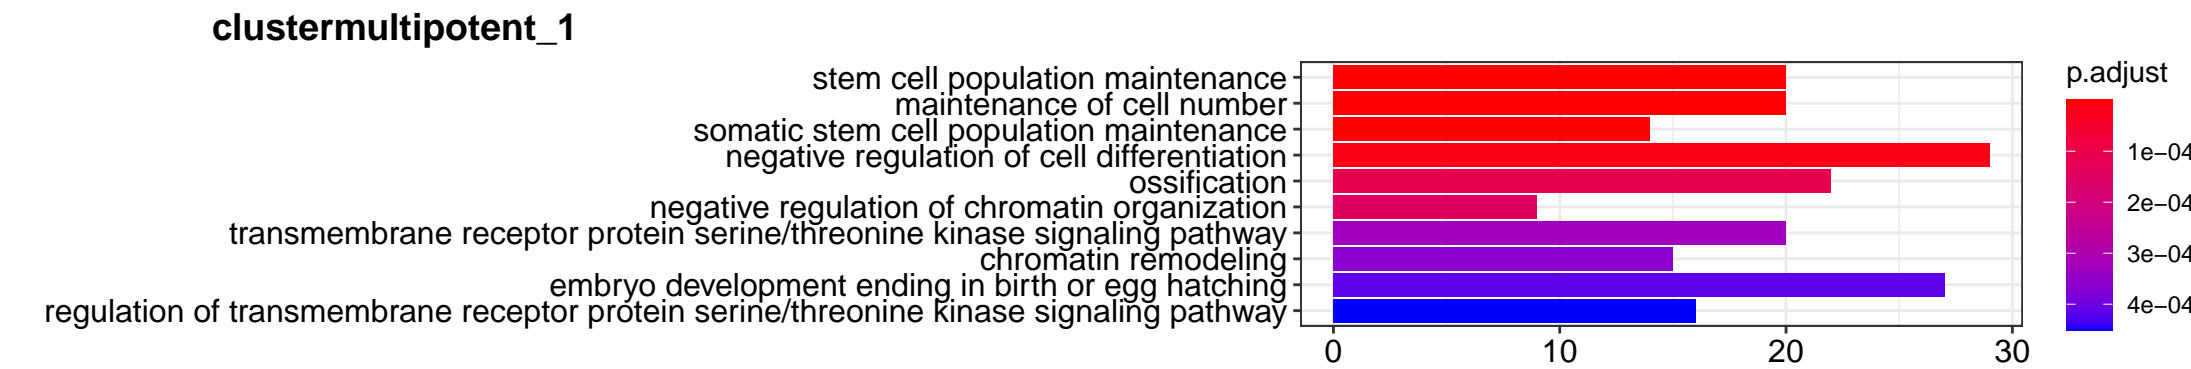 clustermultipotent_1
stem cell population maintenance
maintenance of cell number
somatic stem cell population maintenance
negative regulation of cell differentiation
ossification
negative regulation of chromatin organization
transmembrane receptor protein serine/threonine kinase signaling pathway
chromatin remodeling
embryo development ending in birth or egg hatching
regulation of transmembrane receptor protein serine/threonine kinase signaling pathway
0 10 20 30
p.adjust
1e−04
2e−04
3e−04
4e−04